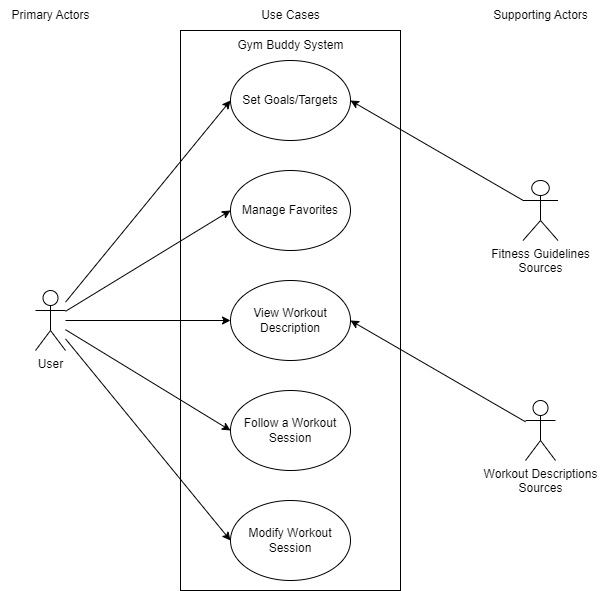 Primary Actors
Use Cases
Supporting Actors
Gym Buddy System
Set Goals/Targets
Manage Favorites
Fitness Guidelines
Sources
View Workout
Description
User
Follow a Workout
Session
Workout Descriptions
Sources
Modify Workout
Session